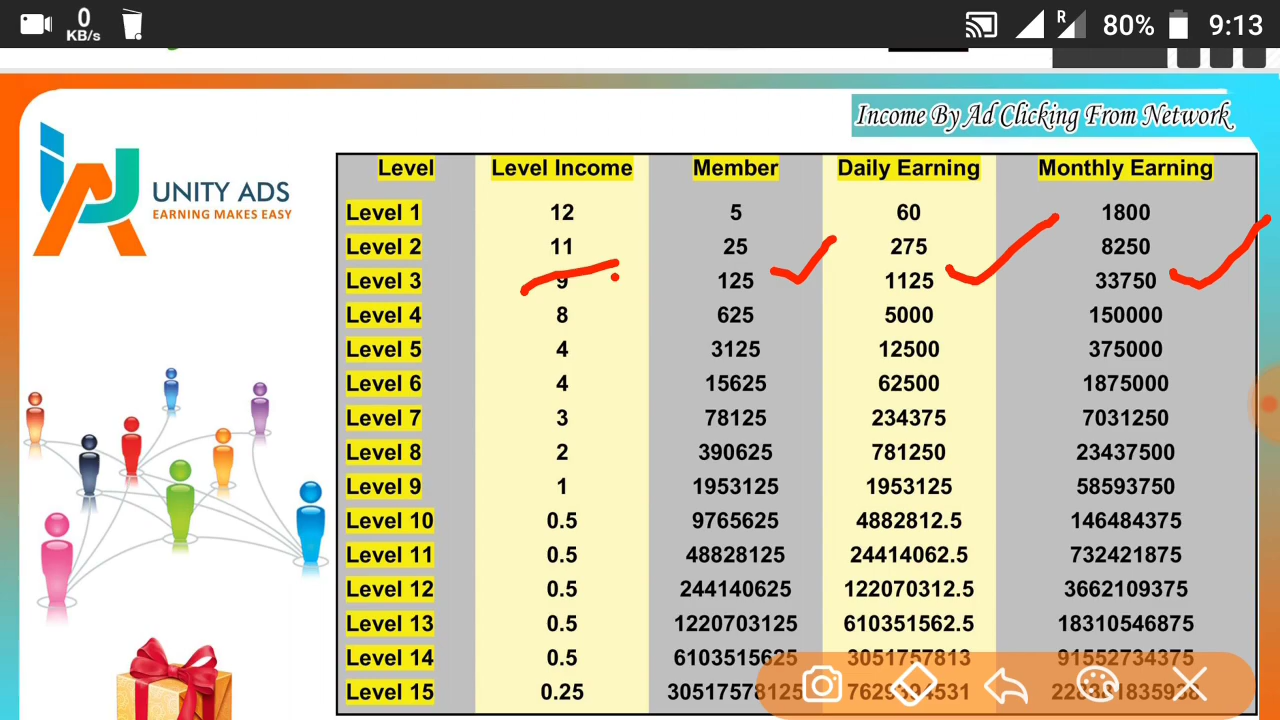 0
KB/s
R
80%
9:13
Income By Ad Clicking From Network
UNITY ADS
EARNING MAKES EASY
Level Level Income Member Daily Earning Monthly Earning
Level 1 12 5 60 1800
Level 2 11 25 275 8250
Level 3 9 125 1125 33750
Level 4 8 625 5000 150000
Level 5 4 3125 12500 375000
Level 6 4 15625 62500 1875000
Level 7 3 78125 234375 7031250
Level 8 2 390625 781250 23437500
Level 9 1 1953125 1953125 58593750
Level 10 0.5 9765625 4882812.5 146484375
Level 11 0.5 48828125 24414062.5 732421875
Level 12 0.5 244140625 122070312.5 3662109375
Level 13 0.5 1220703125 610351562.5 18310546875
Level 14 0.5 6103515625 3051757813 91552734375
Level 15 0.25 30517578125